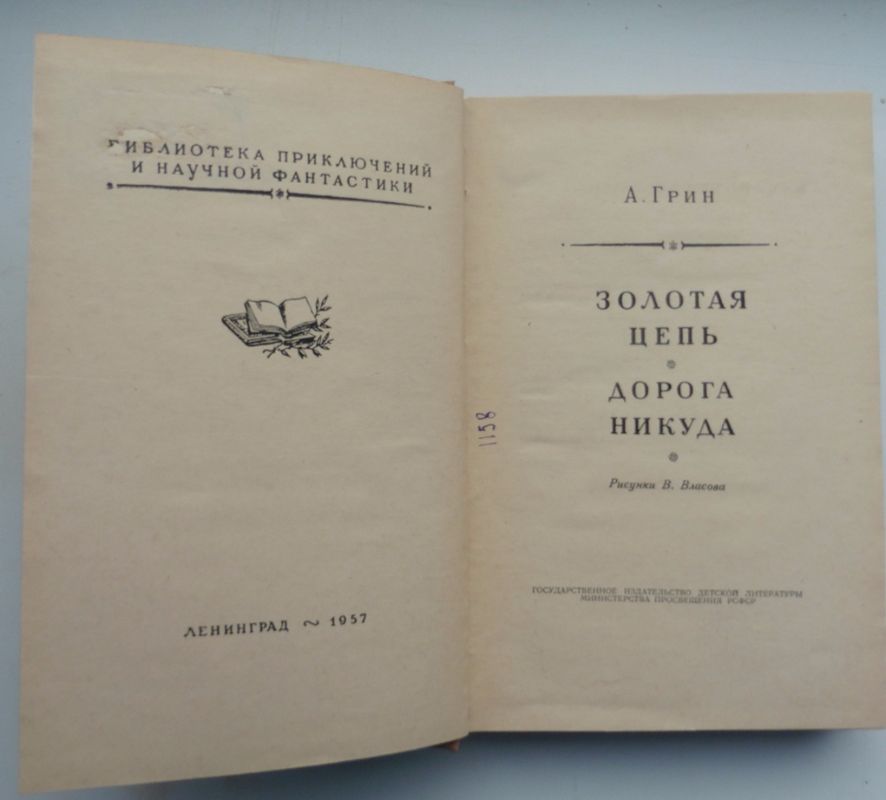 БИБЛИОТЕКА ПРИКЛЮЧЕНИЙ
И НАУЧНОЙ ФАНТАСТИКИ
ЛЕНИНГРАД ~ 1957
1158
А. ГРИН
ЗОЛОТАЯ
ЦЕПЬ
ДОРОГА
НИКУДА
Рисунки В. Власова
ГОСУДАРСТВЕННОЕ ИЗДАТЕЛЬСТВО ДЕТСКОЙ ЛИТЕРАТУРЫ
МИНИСТЕРСТВА ПРОСВЕЩЕНИЯ РСФСР